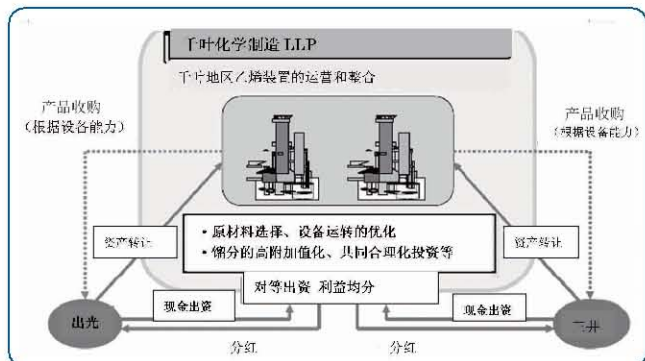 千叶化学制造 LLP
千叶地区乙烯装置的运营和整合
产品收购
（根据设备能力）
产品收购
（根据设备能力）
・原材料选择、设备运转的优化
・馏分的高附加值化、共同合理化投资等
资产转让
资产转让
对等出资 利益均分
现金出资
现金出资
出光
三井
分红
分红